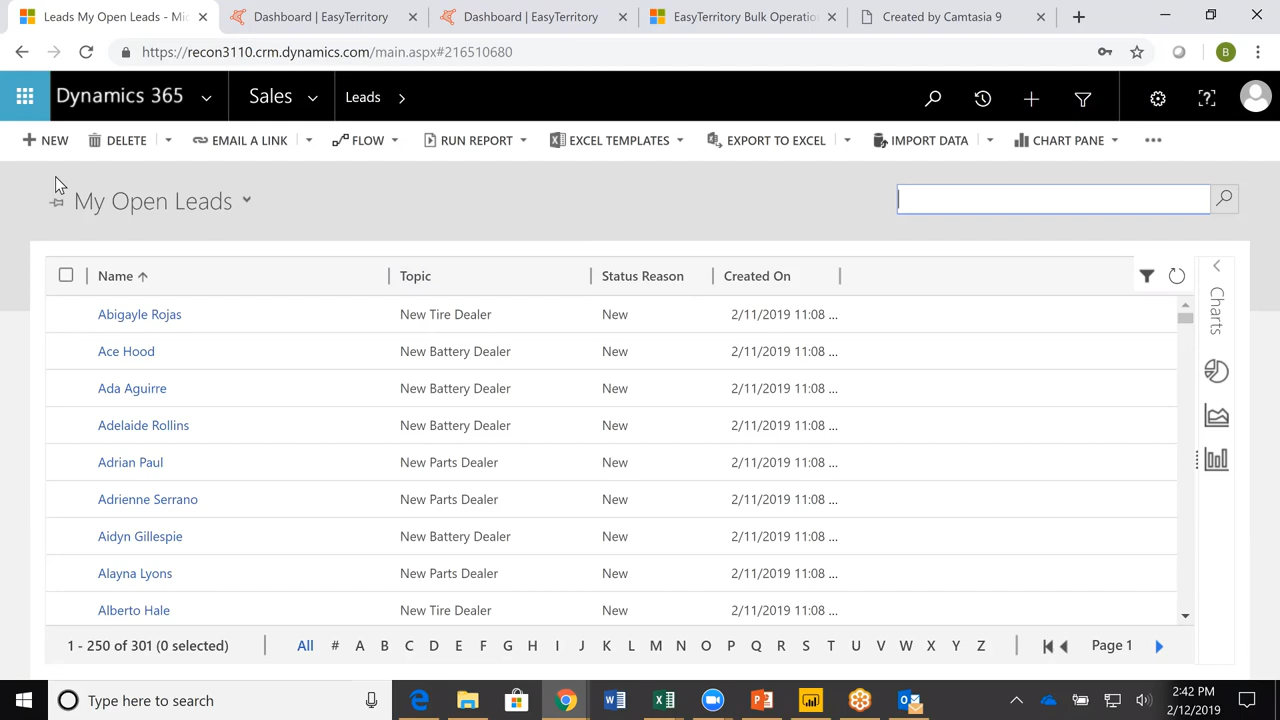 Leads My Open Leads - Mic
Dashboard | EasyTerritory
Dashboard | EasyTerritory
EasyTerritory Bulk Operation
Created by Camtasia 9
https://recon3110.crm.dynamics.com/main.aspx#216510680
B
Dynamics 365
Sales
Leads
NEW
DELETE
EMAIL A LINK
FLOW
RUN REPORT
EXCEL TEMPLATES
EXPORT TO EXCEL
IMPORT DATA
CHART PANE
My Open Leads
Name Topic Status Reason Created On
Charts
Abigayle Rojas New Tire Dealer New 2/11/2019 11:08 ...
Ace Hood New Battery Dealer New 2/11/2019 11:08 ...
Ada Aguirre New Battery Dealer New 2/11/2019 11:08 ...
Adelaide Rollins New Battery Dealer New 2/11/2019 11:08 ...
Adrian Paul New Parts Dealer New 2/11/2019 11:08 ...
Adrienne Serrano New Parts Dealer New 2/11/2019 11:08 ...
Aidyn Gillespie New Battery Dealer New 2/11/2019 11:08 ...
Alayna Lyons New Parts Dealer New 2/11/2019 11:08 ...
Alberto Hale New Tire Dealer New 2/11/2019 11:08 ...
1 - 250 of 301 (0 selected) All # A B C D E F G H I J K L M N O P Q R S T U V W X Y Z Page 1
Type here to search
2:42 PM
2/12/2019